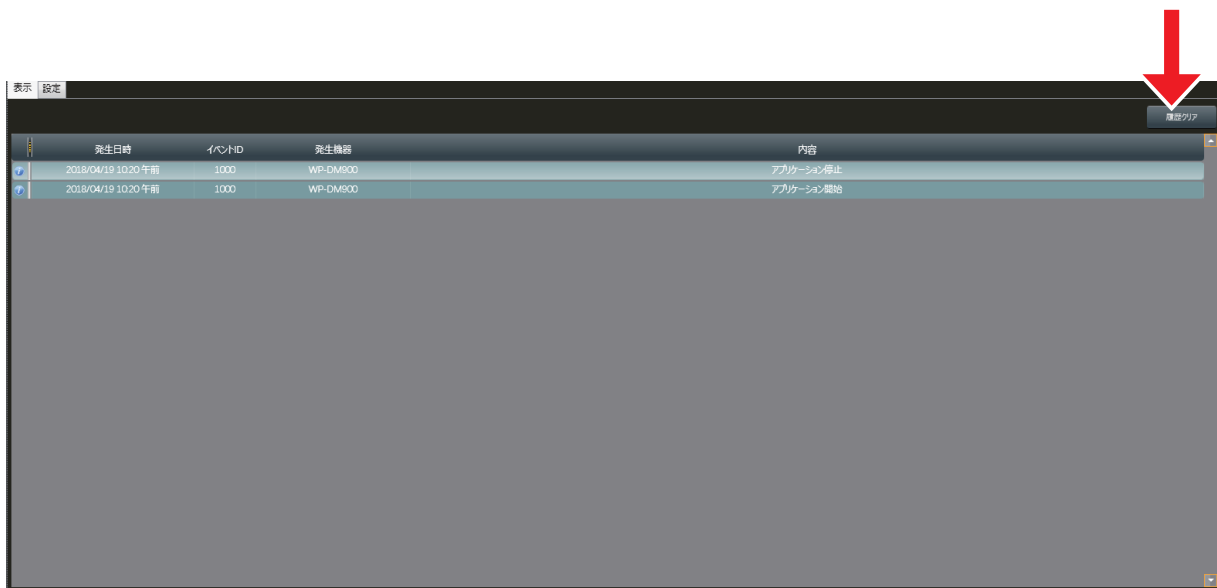 表示 設定
履歴クリア
発生日時 イベントID 発生機器 内容
2018/04/19 10:20 午前 1000 WP-DM900 アプリケーション停止
2018/04/19 10:20 午前 1000 WP-DM900 アプリケーション開始